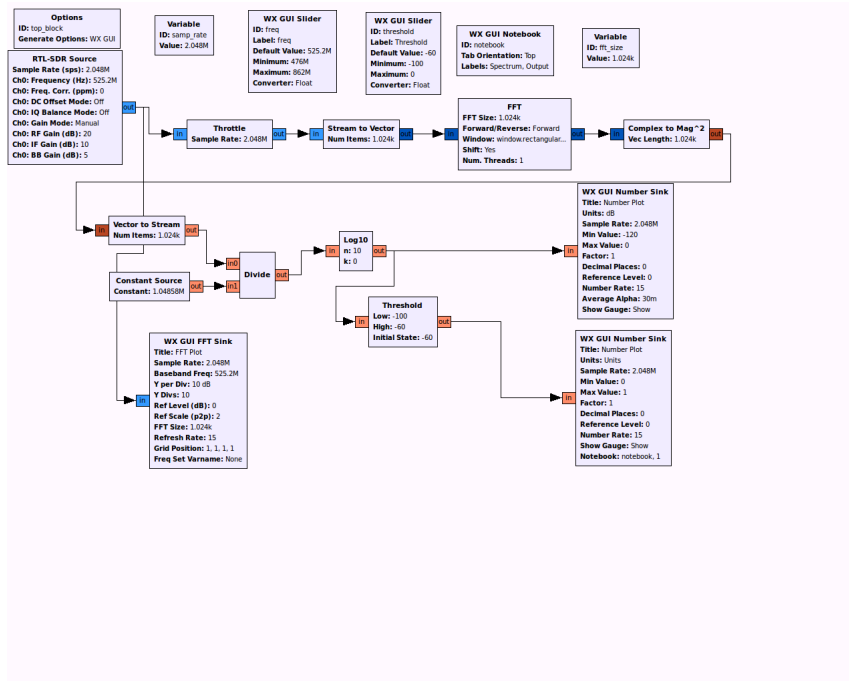 Options
ID: top_block
Generate Options: WX GUI
Variable
ID: samp_rate
Value: 2.048M
WX GUI Slider
ID: freq
Label: freq
Default Value: 525.2M
Minimum: 476M
Maximum: 862M
Converter: Float
WX GUI Slider
ID: threshold
Label: Threshold
Default Value: -60
Minimum: -100
Maximum: 0
Converter: Float
WX GUI Notebook
ID: notebook
Tab Orientation: Top
Labels: Spectrum, Output
Variable
ID: fft_size
Value: 1.024k
RTL-SDR Source
Sample Rate (sps): 2.048M
Ch0: Frequency (Hz): 525.2M
Ch0: Freq. Corr. (ppm): 0
Ch0: DC Offset Mode: Off
Ch0: IQ Balance Mode: Off
Ch0: Gain Mode: Manual
Ch0: RF Gain (dB): 20
Ch0: IF Gain (dB): 10
Ch0: BB Gain (dB): 5
out
in
Throttle
Sample Rate: 2.048M
out
in
Stream to Vector
Num Items: 1.024k
out
in
FFT
FFT Size: 1.024k
Forward/Reverse: Forward
Window: window.rectangular...
Shift: Yes
Num. Threads: 1
out
in
Complex to Mag^2
Vec Length: 1.024k
out
in
Vector to Stream
Num Items: 1.024k
out
Constant Source
Constant: 1.04858M
out
in0
in1
Divide
out
in
Log10
n: 10
k: 0
out
in
Threshold
Low: -100
High: -60
Initial State: -60
out
in
WX GUI Number Sink
Title: Number Plot
Units: dB
Sample Rate: 2.048M
Min Value: -120
Max Value: 0
Factor: 1
Decimal Places: 0
Reference Level: 0
Number Rate: 15
Average Alpha: 30m
Show Gauge: Show
in
WX GUI Number Sink
Title: Number Plot
Units: Units
Sample Rate: 2.048M
Min Value: 0
Max Value: 1
Factor: 1
Decimal Places: 0
Reference Level: 0
Number Rate: 15
Show Gauge: Show
Notebook: notebook, 1
in
WX GUI FFT Sink
Title: FFT Plot
Sample Rate: 2.048M
Baseband Freq: 525.2M
Y per Div: 10 dB
Y Divs: 10
Ref Level (dB): 0
Ref Scale (p2p): 2
FFT Size: 1.024k
Refresh Rate: 15
Grid Position: 1, 1, 1, 1
Freq Set Varname: None